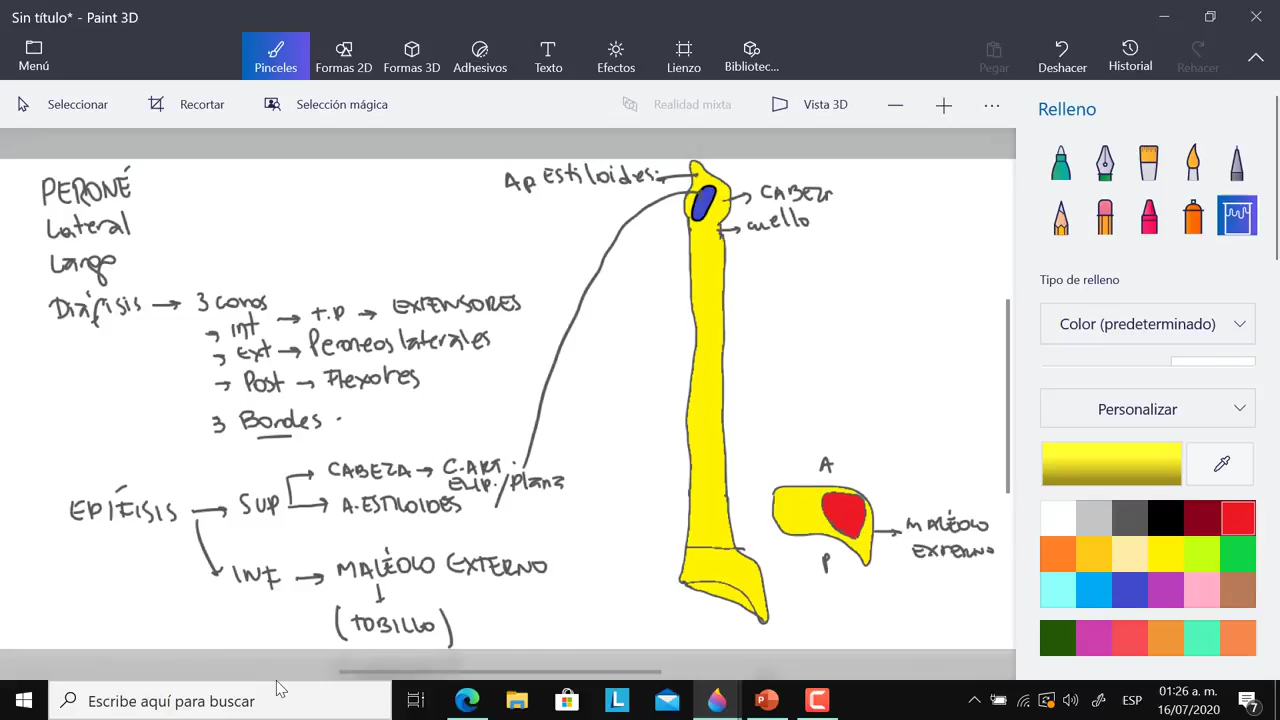 Sin título* - Paint 3D
Menú
Pinceles
Formas 2D
Formas 3D
Adhesivos
Texto
Efectos
Lienzo
Bibliotec...
Pegar
Deshacer
Historial
Rehacer
Seleccionar
Recortar
Selección mágica
Realidad mixta
Vista 3D
Relleno
Tipo de relleno
Color (predeterminado)
Personalizar
PERONÉ
Lateral
Largo
Diáfisis → 3 caras
→ Int → T.P → EXTENSORES
→ Ext → Peroneos laterales
→ Post → Flexores
3 Bordes
EPÍFISIS → SUP
CABEZA → C.ART.
ELIP./Plana
A.ESTILOIDES
INF → MALÉOLO EXTERNO
(TOBILLO)
Ap Estiloides
CABEZA
cuello
A
P
MALÉOLO
EXTERNO
Escribe aquí para buscar
ESP
01:26 a. m.
16/07/2020
7